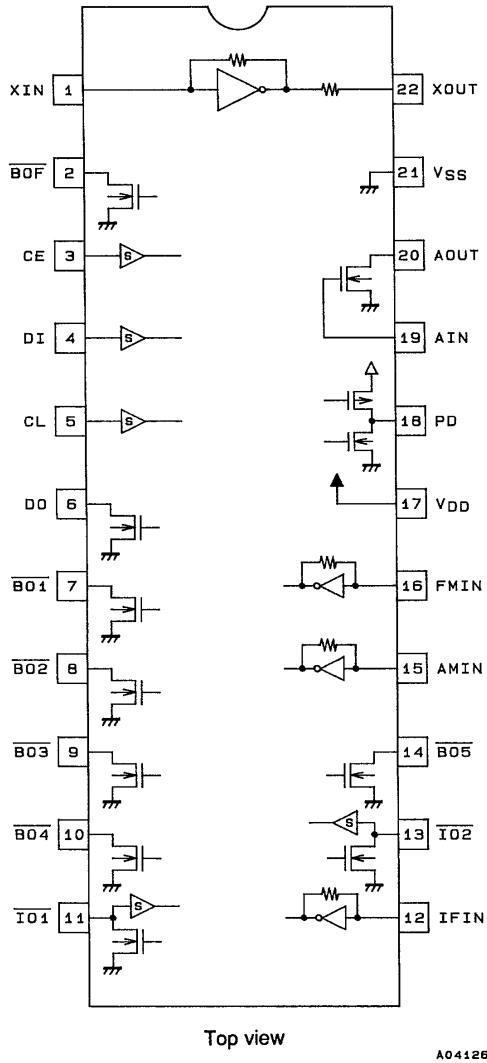 XIN 1 22 XOUT
BOF 2 21 VSS
CE 3 S 20 AOUT
DI 4 S 19 AIN
CL 5 S 18 PD
DO 6 17 VDD
BO1 7 16 FMIN
BO2 8 15 AMIN
BO3 9 14 BO5
BO4 10 S 13 IO2
IO1 11 S 12 IFIN
Top view
A04126